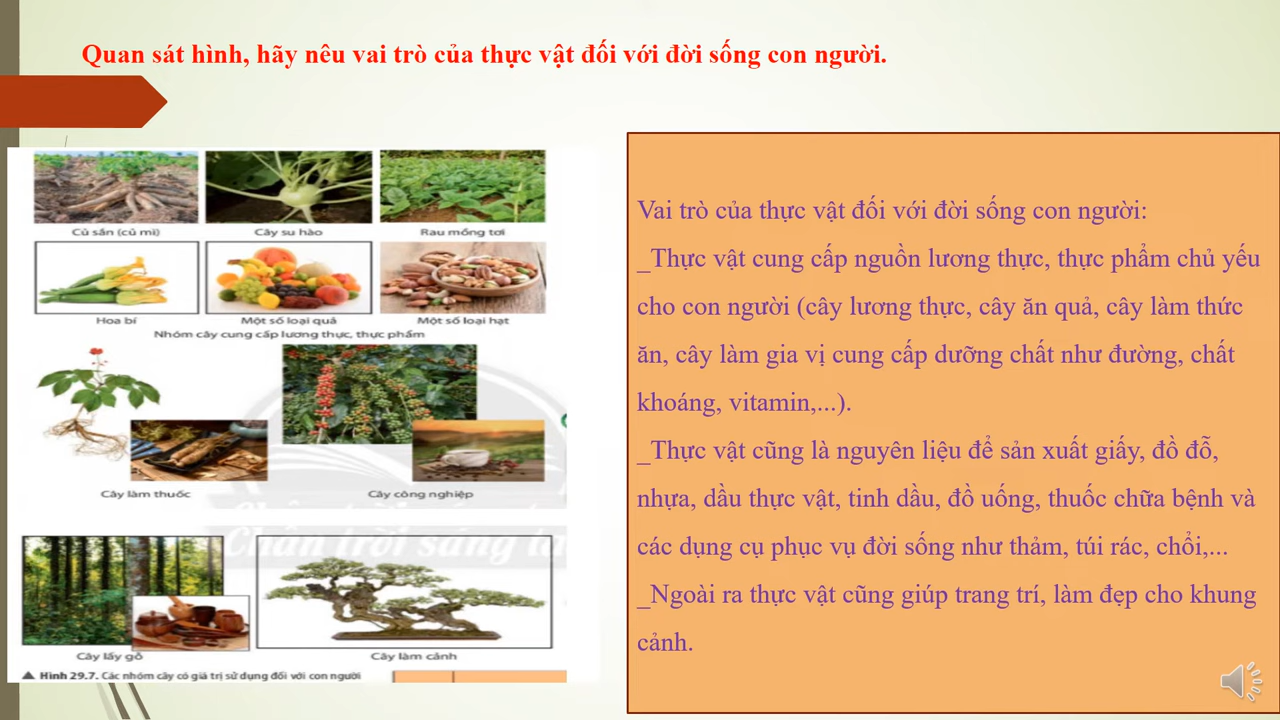 Quan sát hình, hãy nêu vai trò của thực vật đối với đời sống con người.
Củ sắn (củ mì)
Cây su hào
Rau mồng tơi
Hoa bí
Một số loại quả
Một số loại hạt
Nhóm cây cung cấp lương thực, thực phẩm
Cây làm thuốc
Cây công nghiệp
Chân trời sáng tạ
Cây lấy gỗ
Cây làm cảnh
▲ Hình 29.7. Các nhóm cây có giá trị sử dụng đối với con người
Vai trò của thực vật đối với đời sống con người:
_Thực vật cung cấp nguồn lương thực, thực phẩm chủ yếu
cho con người (cây lương thực, cây ăn quả, cây làm thức
ăn, cây làm gia vị cung cấp dưỡng chất như đường, chất
khoáng, vitamin,...).
_Thực vật cũng là nguyên liệu để sản xuất giấy, đồ đỗ,
nhựa, dầu thực vật, tinh dầu, đồ uống, thuốc chữa bệnh và
các dụng cụ phục vụ đời sống như thảm, túi rác, chổi,...
_Ngoài ra thực vật cũng giúp trang trí, làm đẹp cho khung
cảnh.